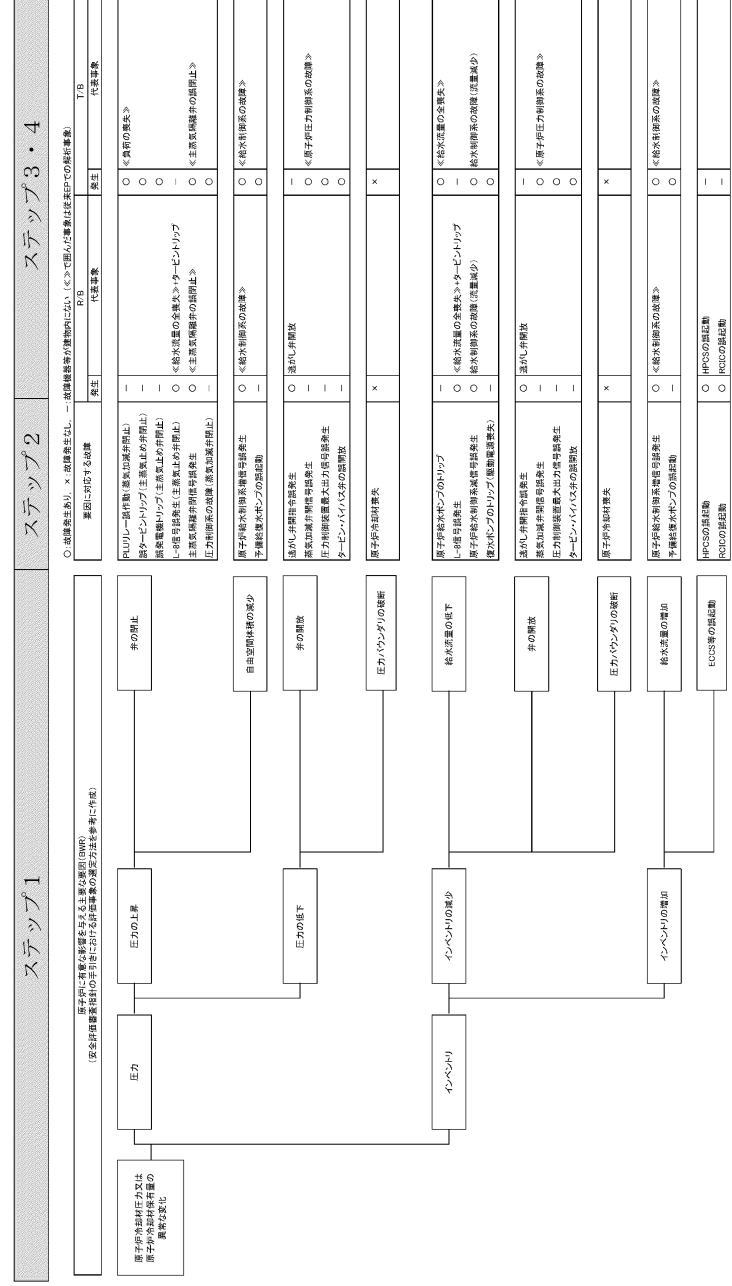 ステップ1
ステップ2
ステップ3・4
原子炉に有意な影響を与える主要な要因(BWR)
(安全評価審査指針の手引きにおける評価事象の選定方法を参考に作成)
○:故障発生あり、×:故障発生なし、-:故障機器等が建物内にない(≪≫で囲んだ事象は従来EPでの解析事象)
要因に対応する故障
R/B
T/B
発生
代表事象
発生
代表事象
原子炉冷却材圧力又は
原子炉冷却材保有量の
異常な変化
圧力
圧力の上昇
弁の閉止
PLUリレー誤作動(蒸気加減弁閉止) - ○ ≪負荷の喪失≫
誤タービントリップ(主蒸気止め弁閉止) - ○
誤発電機トリップ(主蒸気止め弁閉止) - ○
L-8信号誤発生(主蒸気止め弁閉止) ○ ≪給水流量の全喪失≫+タービントリップ -
主蒸気隔離弁閉信号誤発生 ○ ≪主蒸気隔離弁の誤閉止≫ ○ ≪主蒸気隔離弁の誤閉止≫
圧力制御系の故障(蒸気加減弁閉止) - ○
自由空間体積の減少
原子炉給水制御系増信号誤発生 ○ ≪給水制御系の故障≫ ○ ≪給水制御系の故障≫
予備給復水ポンプの誤起動 - ○
圧力の低下
弁の開放
逃がし弁開指令誤発生 ○ 逃がし弁開放 -
蒸気加減弁開信号誤発生 - ○ ≪原子炉圧力制御系の故障≫
圧力制御装置最大出力信号誤発生 - ○
タービン・バイパス弁の誤開放 - ○
圧力バウンダリの破断
原子炉冷却材喪失 × ×
インベントリ
インベントリの減少
給水流量の低下
原子炉給水ポンプのトリップ - ○ ≪給水流量の全喪失≫
L-8信号誤発生 ○ ≪給水流量の全喪失≫+タービントリップ -
原子炉給水制御系減信号誤発生 ○ 給水制御系の故障(流量減少) ○ 給水制御系の故障(流量減少)
復水ポンプのトリップ(駆動電源喪失) - ○
弁の開放
逃がし弁開指令誤発生 ○ 逃がし弁開放 -
蒸気加減弁開信号誤発生 - ○ ≪原子炉圧力制御系の故障≫
圧力制御装置最大出力信号誤発生 - ○
タービン・バイパス弁の誤開放 - ○
圧力バウンダリの破断
原子炉冷却材喪失 × ×
インベントリの増加
給水流量の増加
原子炉給水制御系増信号誤発生 ○ ≪給水制御系の故障≫ ○ ≪給水制御系の故障≫
予備給復水ポンプの誤起動 - ○
ECCS等の誤起動
HPCSの誤起動 ○ HPCSの誤起動 -
RCICの誤起動 ○ RCICの誤起動 -